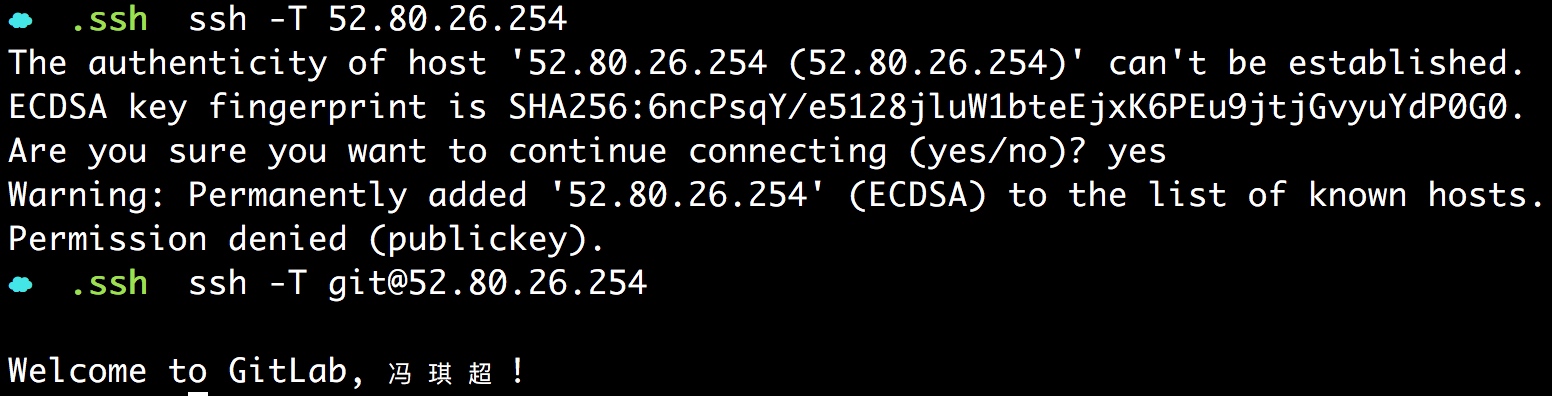 .ssh ssh -T 52.80.26.254
The authenticity of host '52.80.26.254 (52.80.26.254)' can't be established.
ECDSA key fingerprint is SHA256:6ncPsqY/e5128jluW1bteEjxK6PEu9jtjGvyuYdP0G0.
Are you sure you want to continue connecting (yes/no)? yes
Warning: Permanently added '52.80.26.254' (ECDSA) to the list of known hosts.
Permission denied (publickey).
.ssh ssh -T git@52.80.26.254
Welcome to GitLab, 冯琪超!